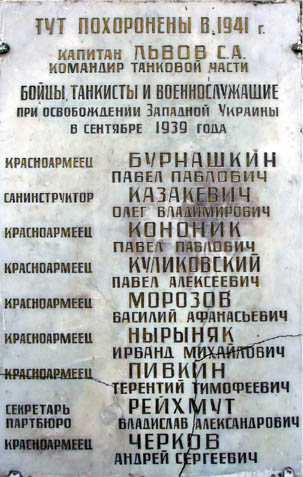 ТУТ ПОХОРОНЕНЫ В 1941 г.
КАПИТАН ЛЬВОВ С.А.
КОМАНДИР ТАНКОВОЙ ЧАСТИ
БОЙЦЫ, ТАНКИСТЫ И ВОЕННОСЛУЖАЩИЕ
ПРИ ОСВОБОЖДЕНИИ ЗАПАДНОЙ УКРАИНЫ
В СЕНТЯБРЕ 1939 ГОДА
КРАСНОАРМЕЕЦ БУРНАШКИН
ПАВЕЛ ПАВЛОВИЧ
САНИНСТРУКТОР КАЗАКЕВИЧ
ОЛЕГ ВЛАДИМИРОВИЧ
КРАСНОАРМЕЕЦ КОНОНИК
ПАВЕЛ ПАВЛОВИЧ
КРАСНОАРМЕЕЦ КУЛИКОВСКИЙ
ПАВЕЛ АЛЕКСЕЕВИЧ
КРАСНОАРМЕЕЦ МОРОЗОВ
ВАСИЛИЙ АФАНАСЬЕВИЧ
КРАСНОАРМЕЕЦ НЫРЫНЯК
ИРВАНД МИХАЙЛОВИЧ
КРАСНОАРМЕЕЦ ПИВКИН
ТЕРЕНТИЙ ТИМОФЕЕВИЧ
СЕКРЕТАРЬ РЕЙХМУТ
ПАРТБЮРО ВЛАДИСЛАВ АЛЕКСАНДРОВИЧ
КРАСНОАРМЕЕЦ ЧЕРКОВ
АНДРЕЙ СЕРГЕЕВИЧ